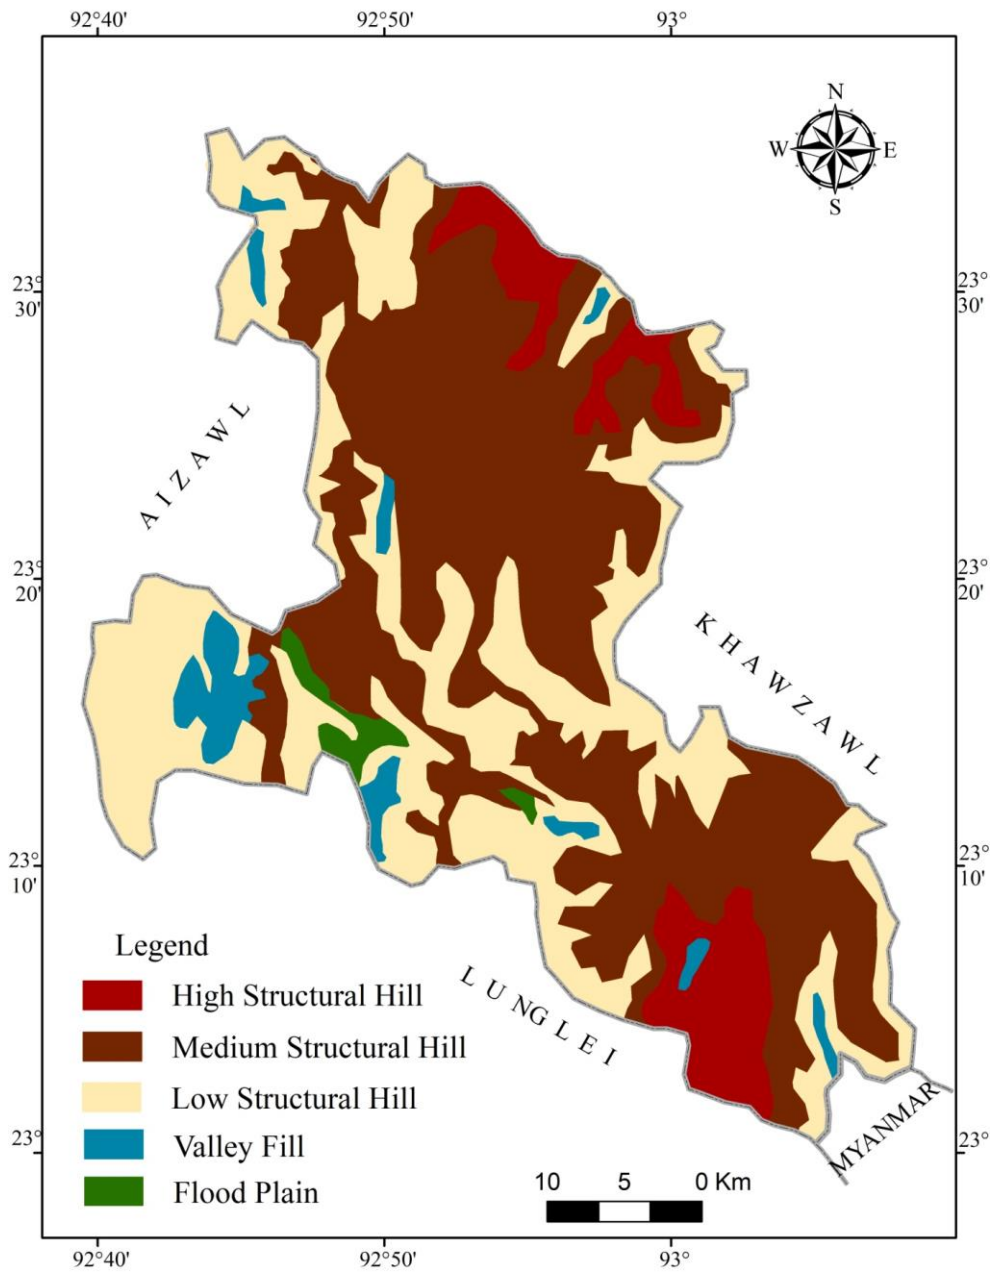 92°40' 92°50' 93°
N
W E
S
23° 30' 23° 30'
AIZAWL
23° 20' 23° 20'
KHAWZAWL
23° 10' 23° 10'
Legend
High Structural Hill
LUNGLEI
Medium Structural Hill
Low Structural Hill
MYANMAR
23° 23°
Valley Fill
Flood Plain
10 5 0 Km
92°40' 92°50' 93°